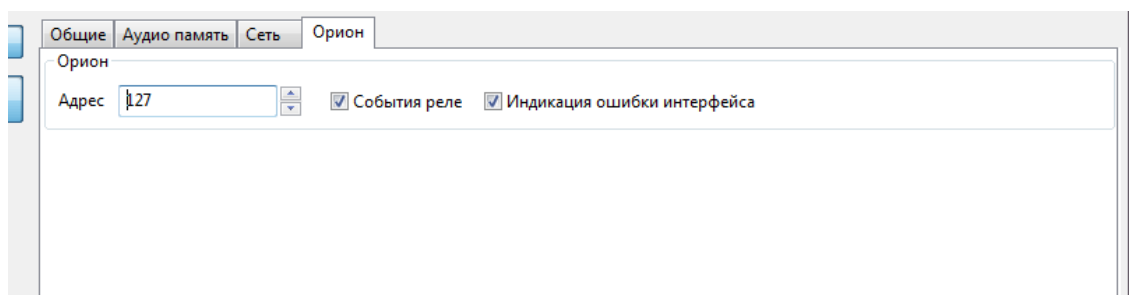 Общие Аудио память Сеть Орион
Орион
Адрес 127 События реле Индикация ошибки интерфейса